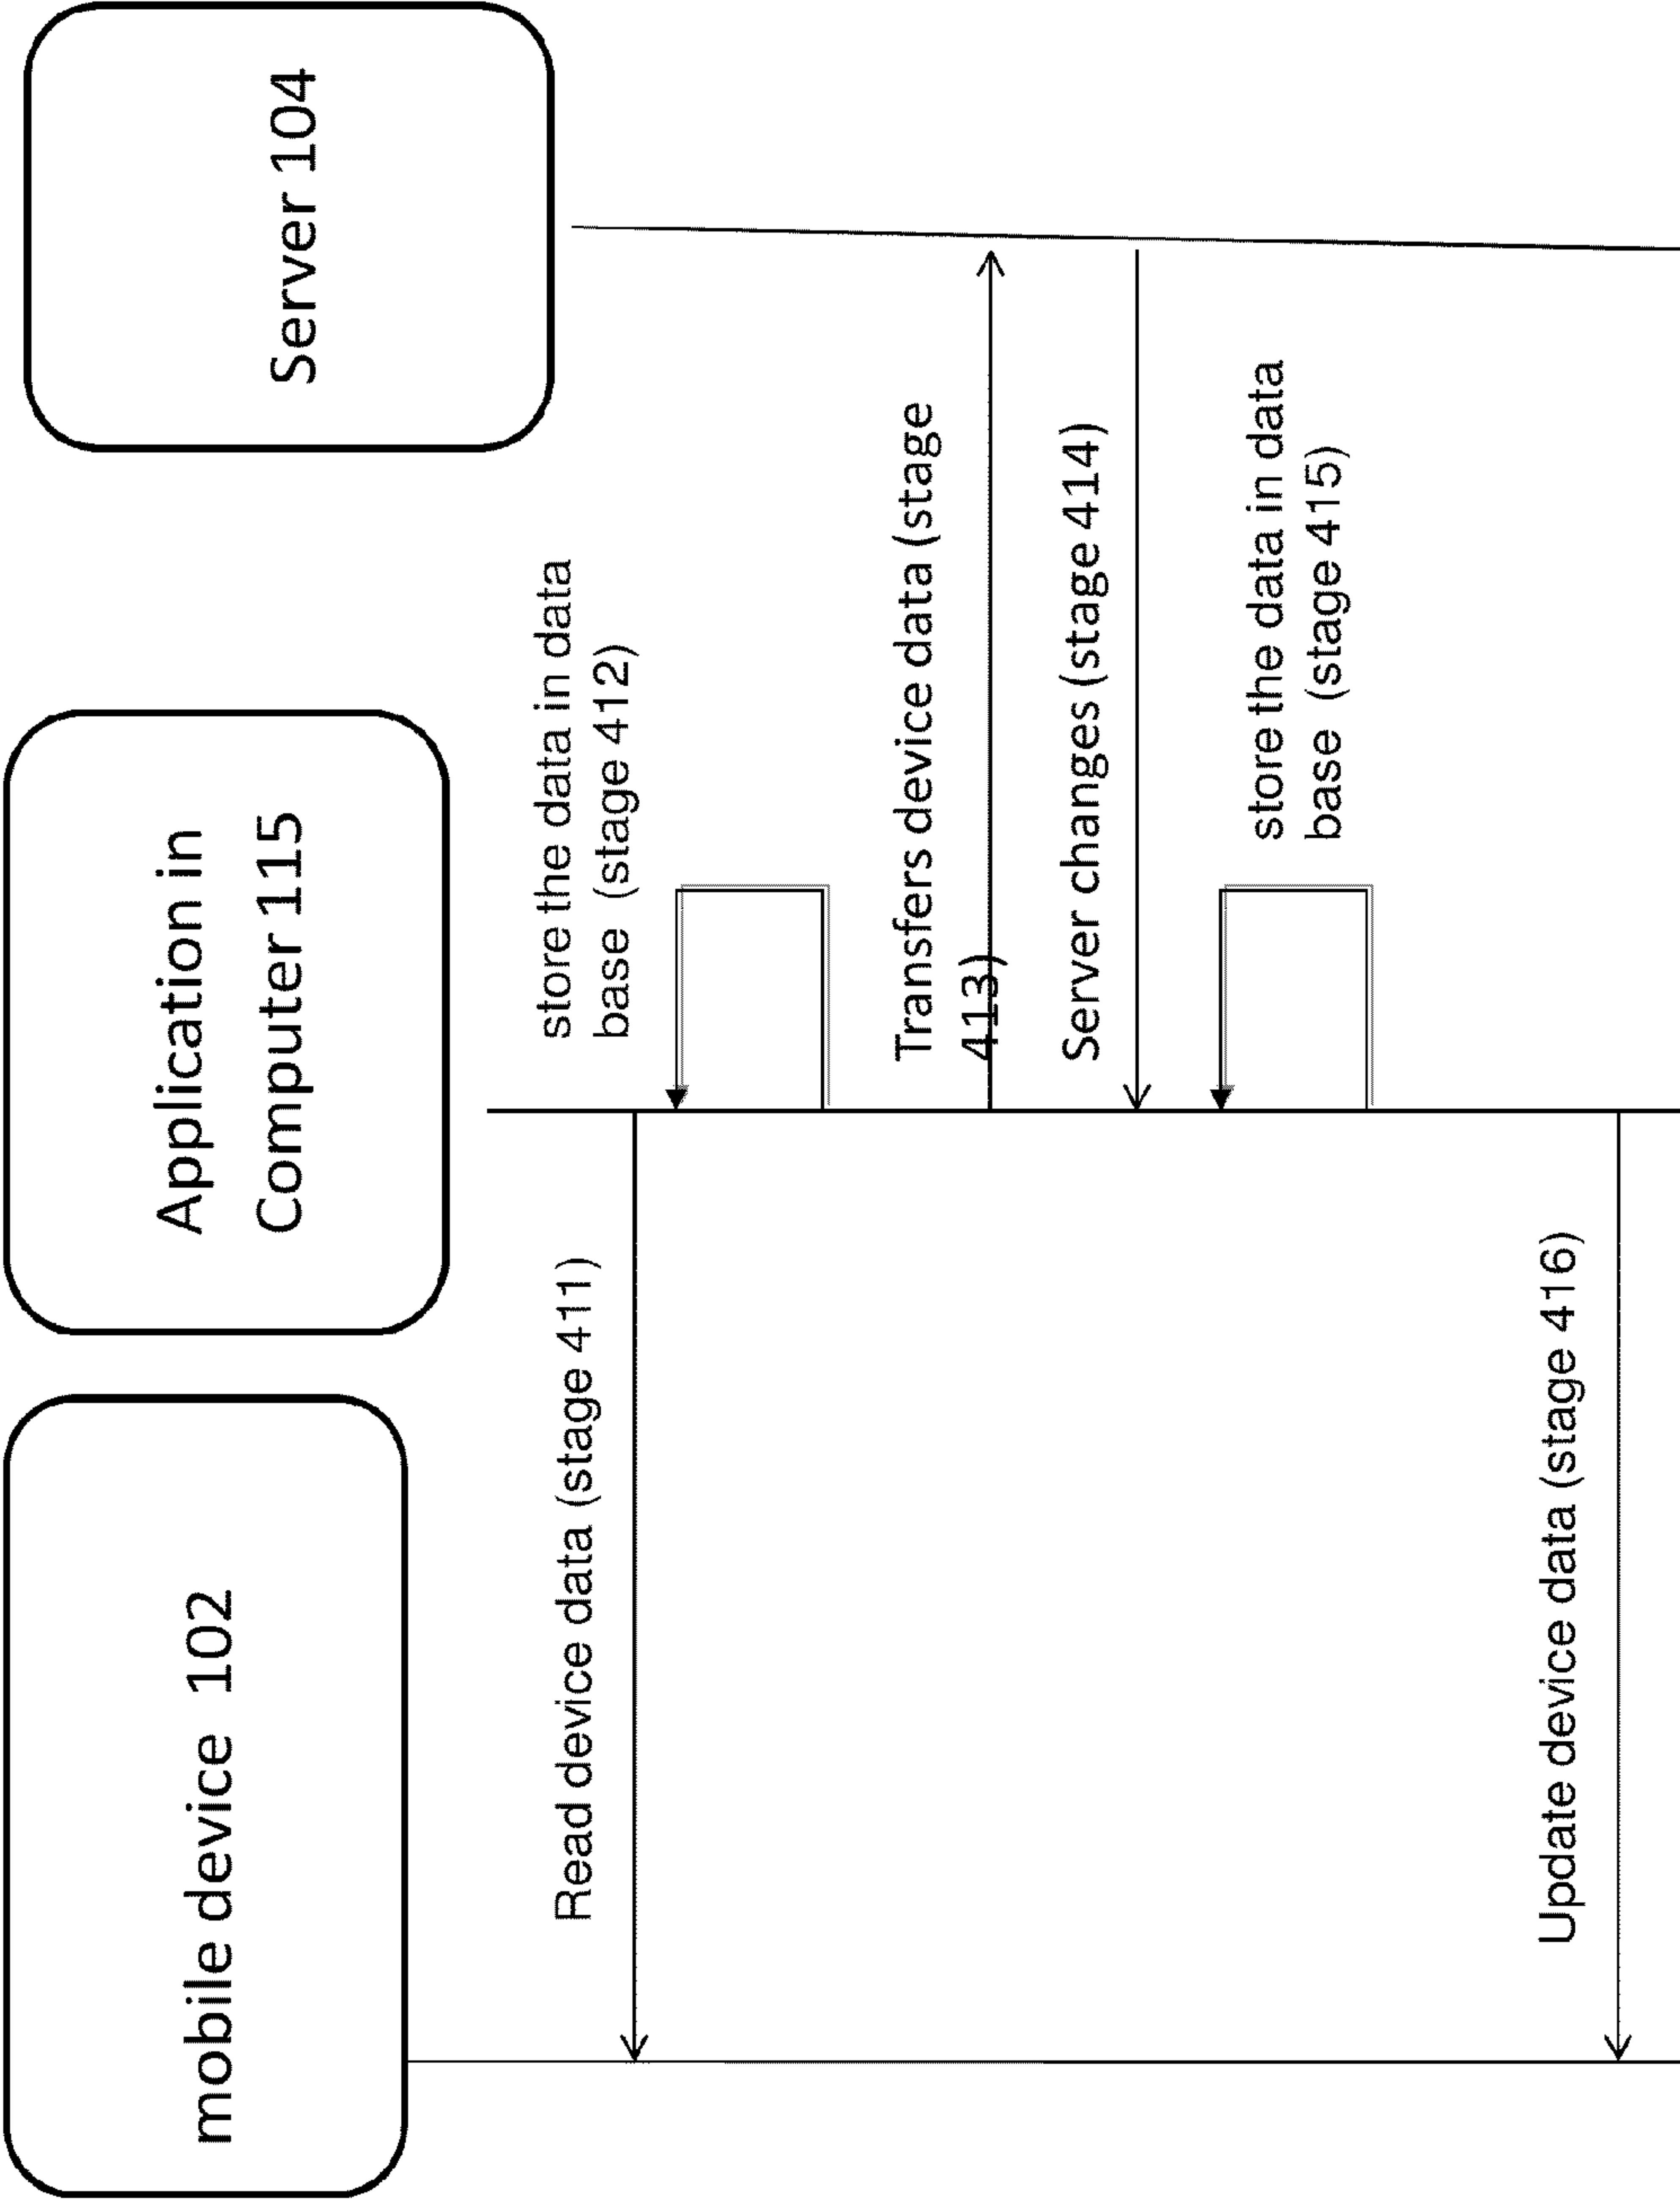 mobile device 102
Application in
Computer 115
Server 104
Read device data (stage 411)
store the data in data
base (stage 412)
Transfers device data (stage
413)
Server changes (stage 414)
store the data in data
base (stage 415)
Update device data (stage 416)